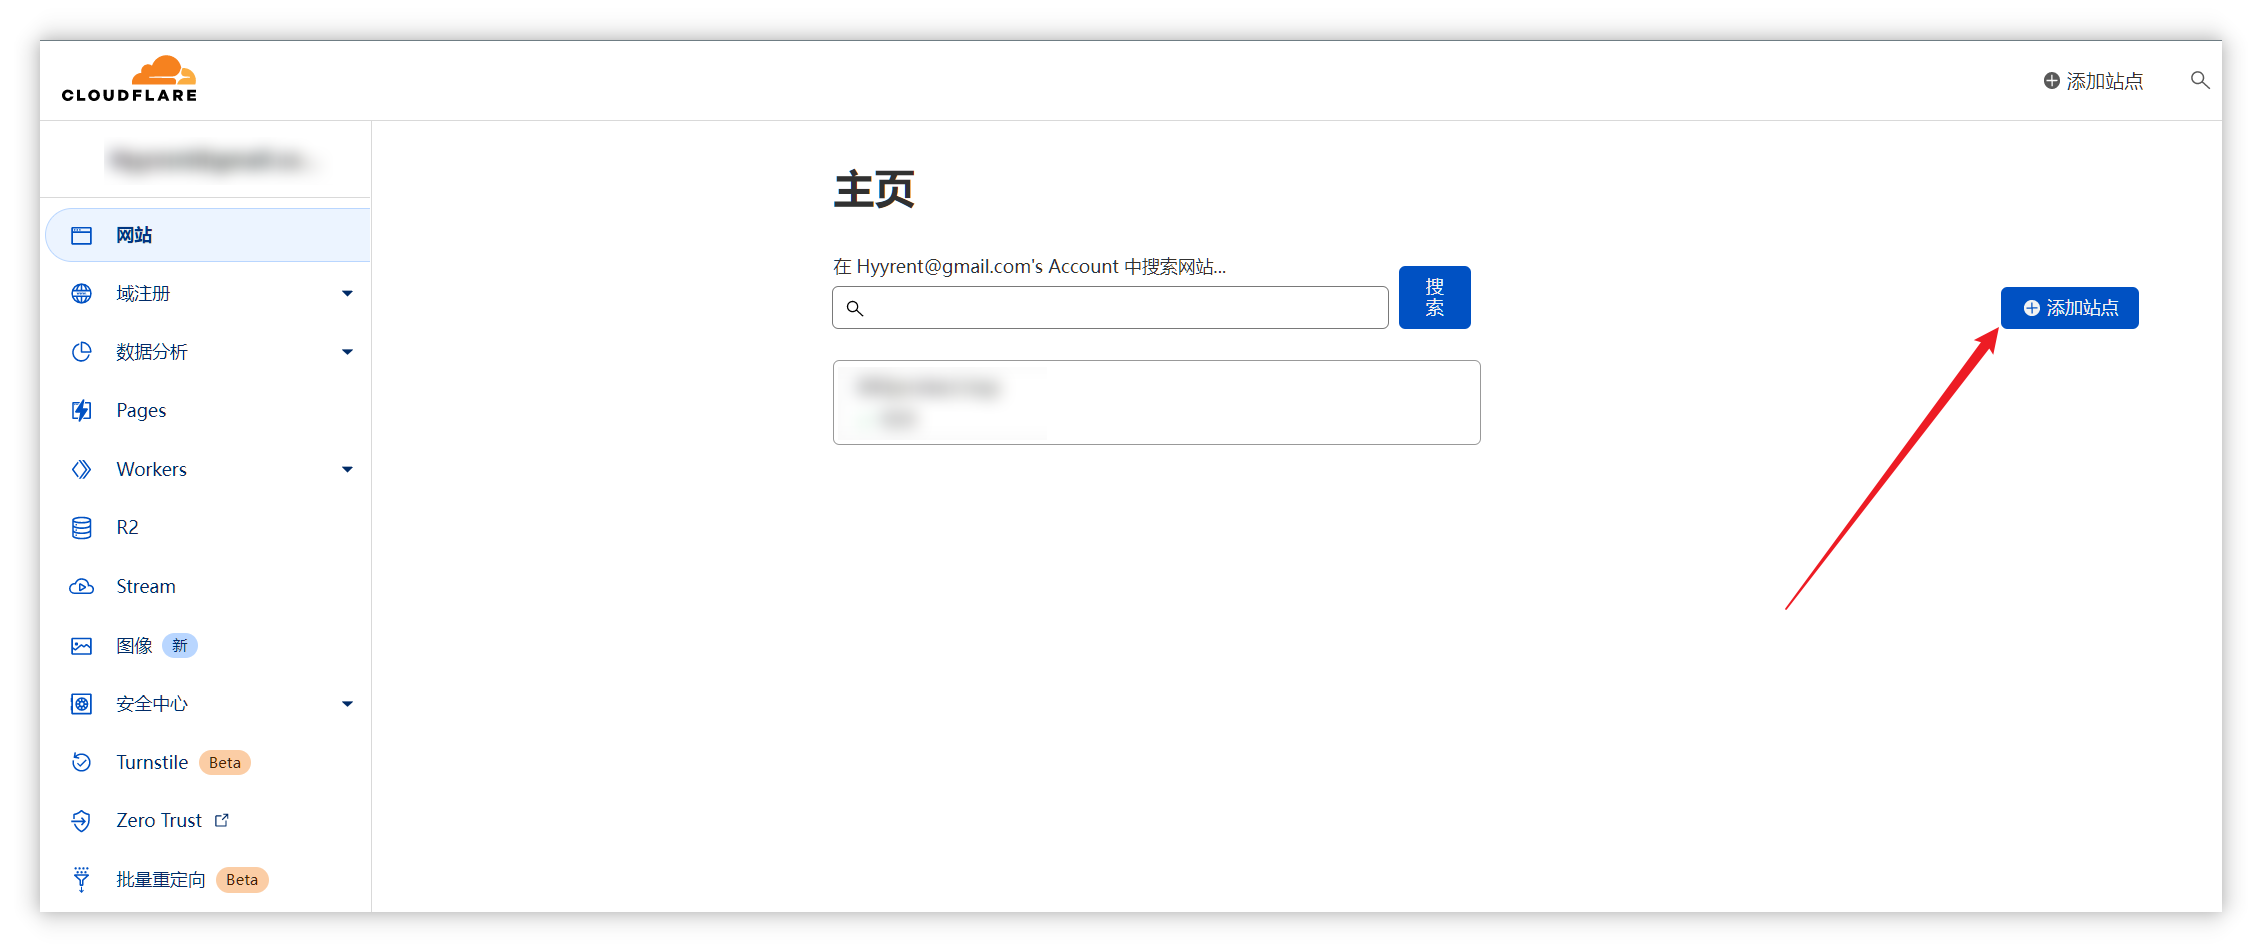 CLOUDFLARE
添加站点
网站
域注册
数据分析
Pages
Workers
R2
Stream
图像 新
安全中心
Turnstile Beta
Zero Trust
批量重定向 Beta
主页
在 Hyyrent@gmail.com's Account 中搜索网站...
搜
索
添加站点